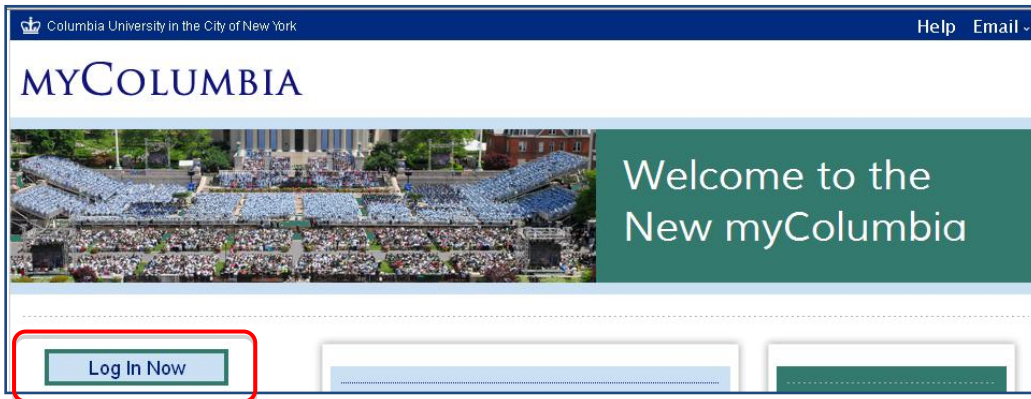 Columbia University in the City of New York
Help Email
MYCOLUMBIA
Welcome to the
New myColumbia
Log In Now